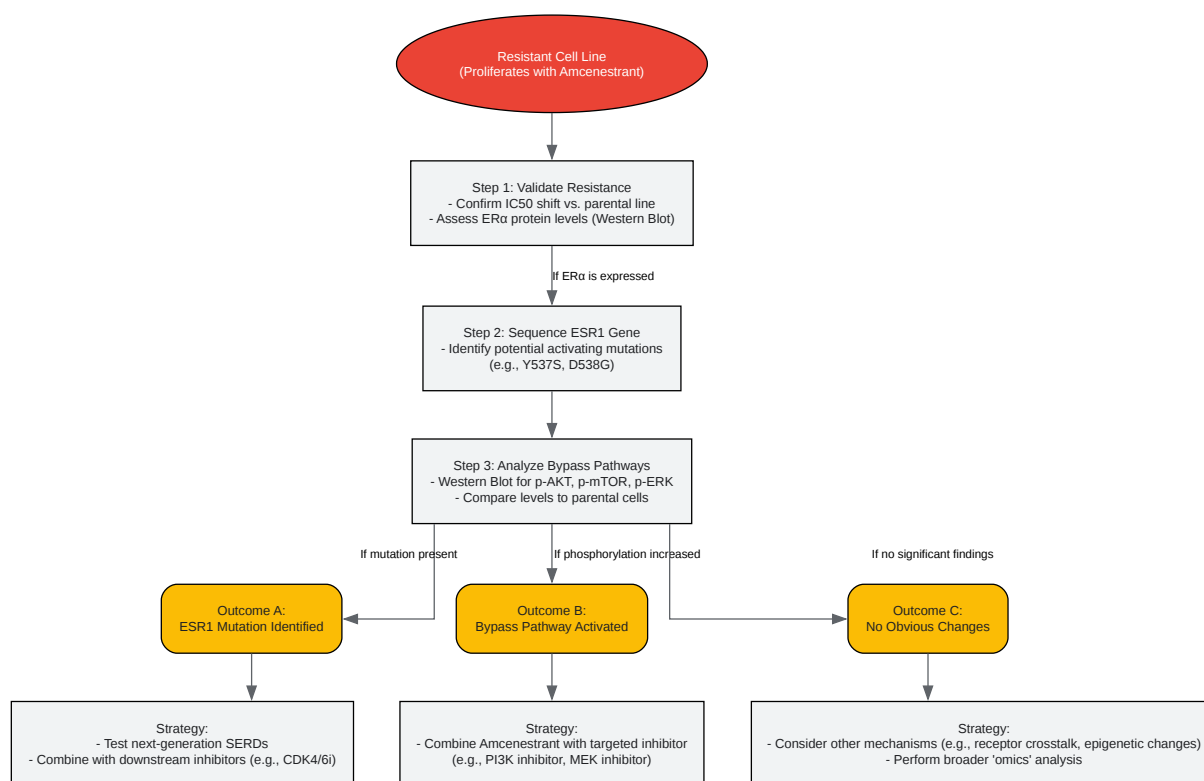 Resistant Cell Line
(Proliferates with Amcenestrant)
Step 1: Validate Resistance
- Confirm IC50 shift vs. parental line
- Assess ERα protein levels (Western Blot)
If ERα is expressed
Step 2: Sequence ESR1 Gene
- Identify potential activating mutations
(e.g., Y537S, D538G)
Step 3: Analyze Bypass Pathways
- Western Blot for p-AKT, p-mTOR, p-ERK
- Compare levels to parental cells
If mutation present
If phosphorylation increased
If no significant findings
Outcome A:
ESR1 Mutation Identified
Outcome B:
Bypass Pathway Activated
Outcome C:
No Obvious Changes
Strategy:
- Test next-generation SERDs
- Combine with downstream inhibitors (e.g., CDK4/6i)
Strategy:
- Combine Amcenestrant with targeted inhibitor
(e.g., PI3K inhibitor, MEK inhibitor)
Strategy:
- Consider other mechanisms (e.g., receptor crosstalk, epigenetic changes)
- Perform broader 'omics' analysis